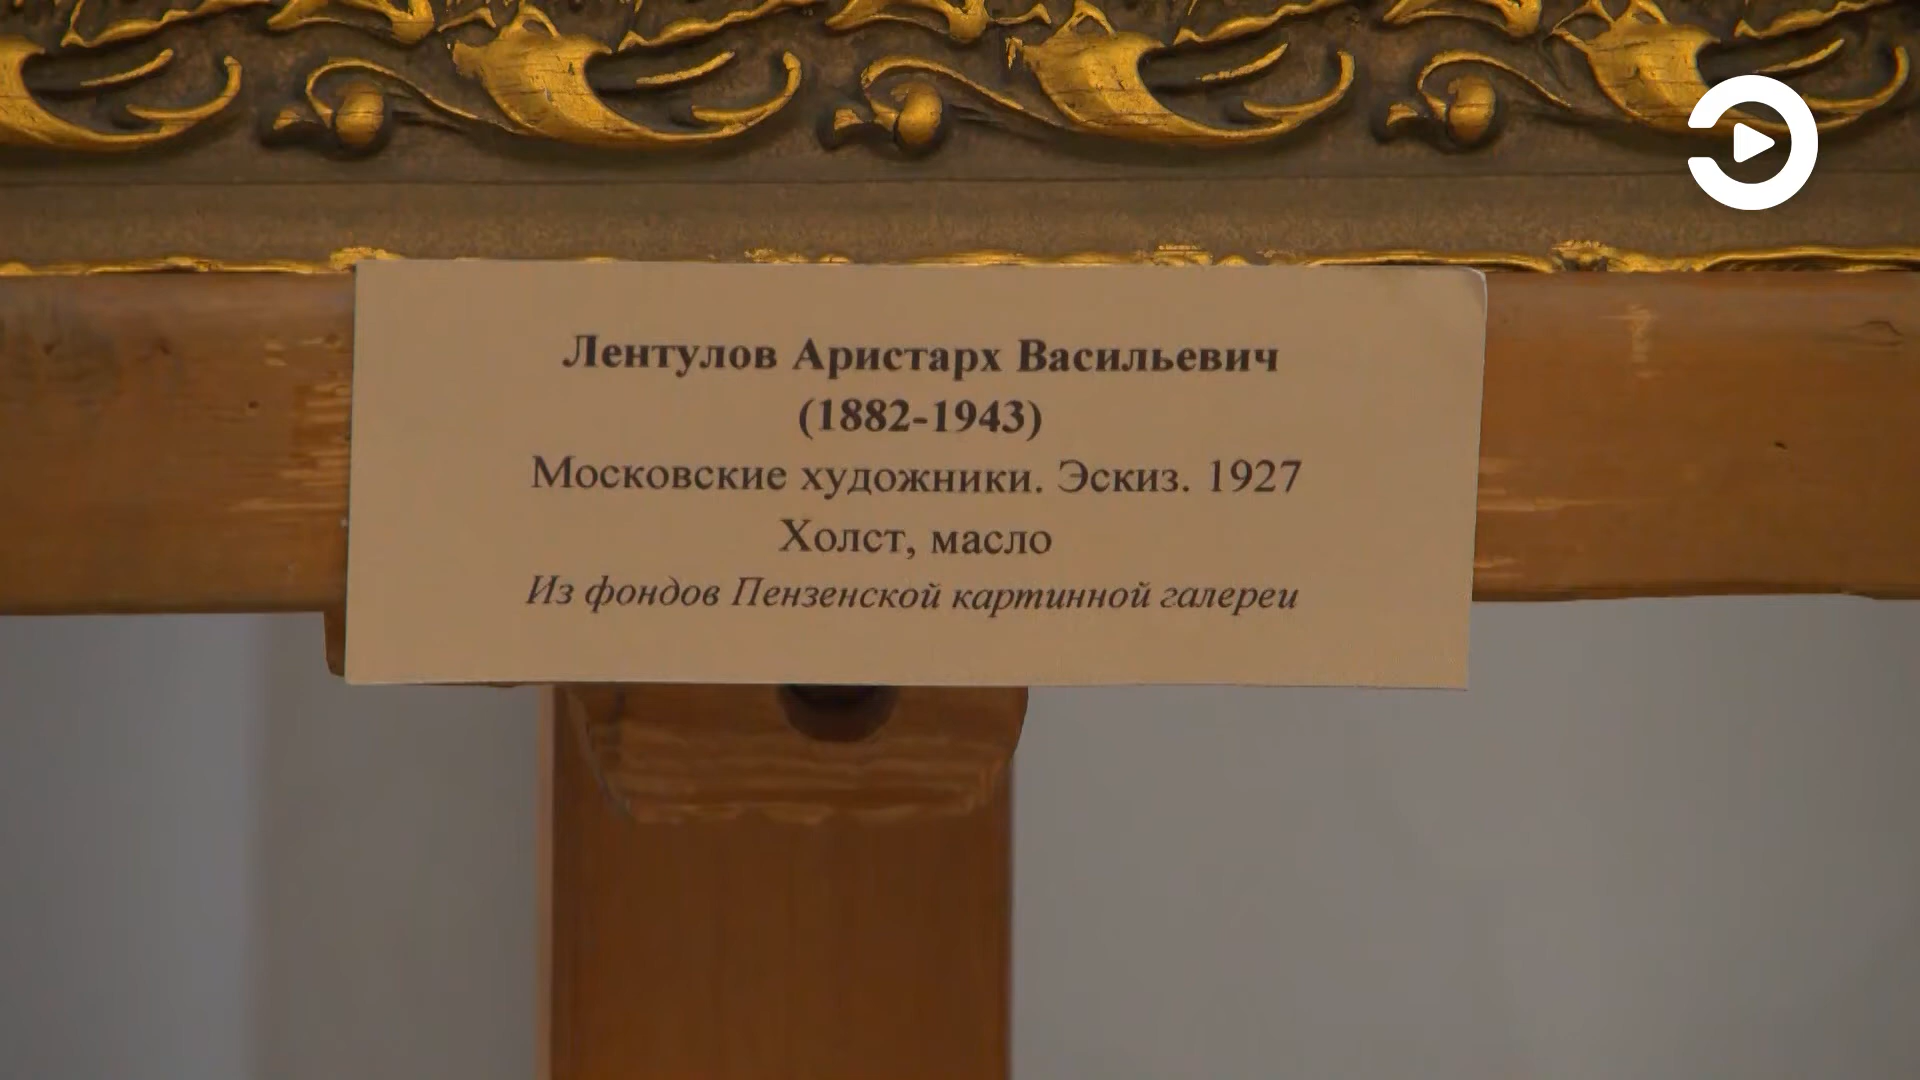 Лентулов Аристарх Васильевич
(1882-1943)
Московские художники. Эскиз. 1927
Холст, масло
Из фондов Пензенской картинной галереи